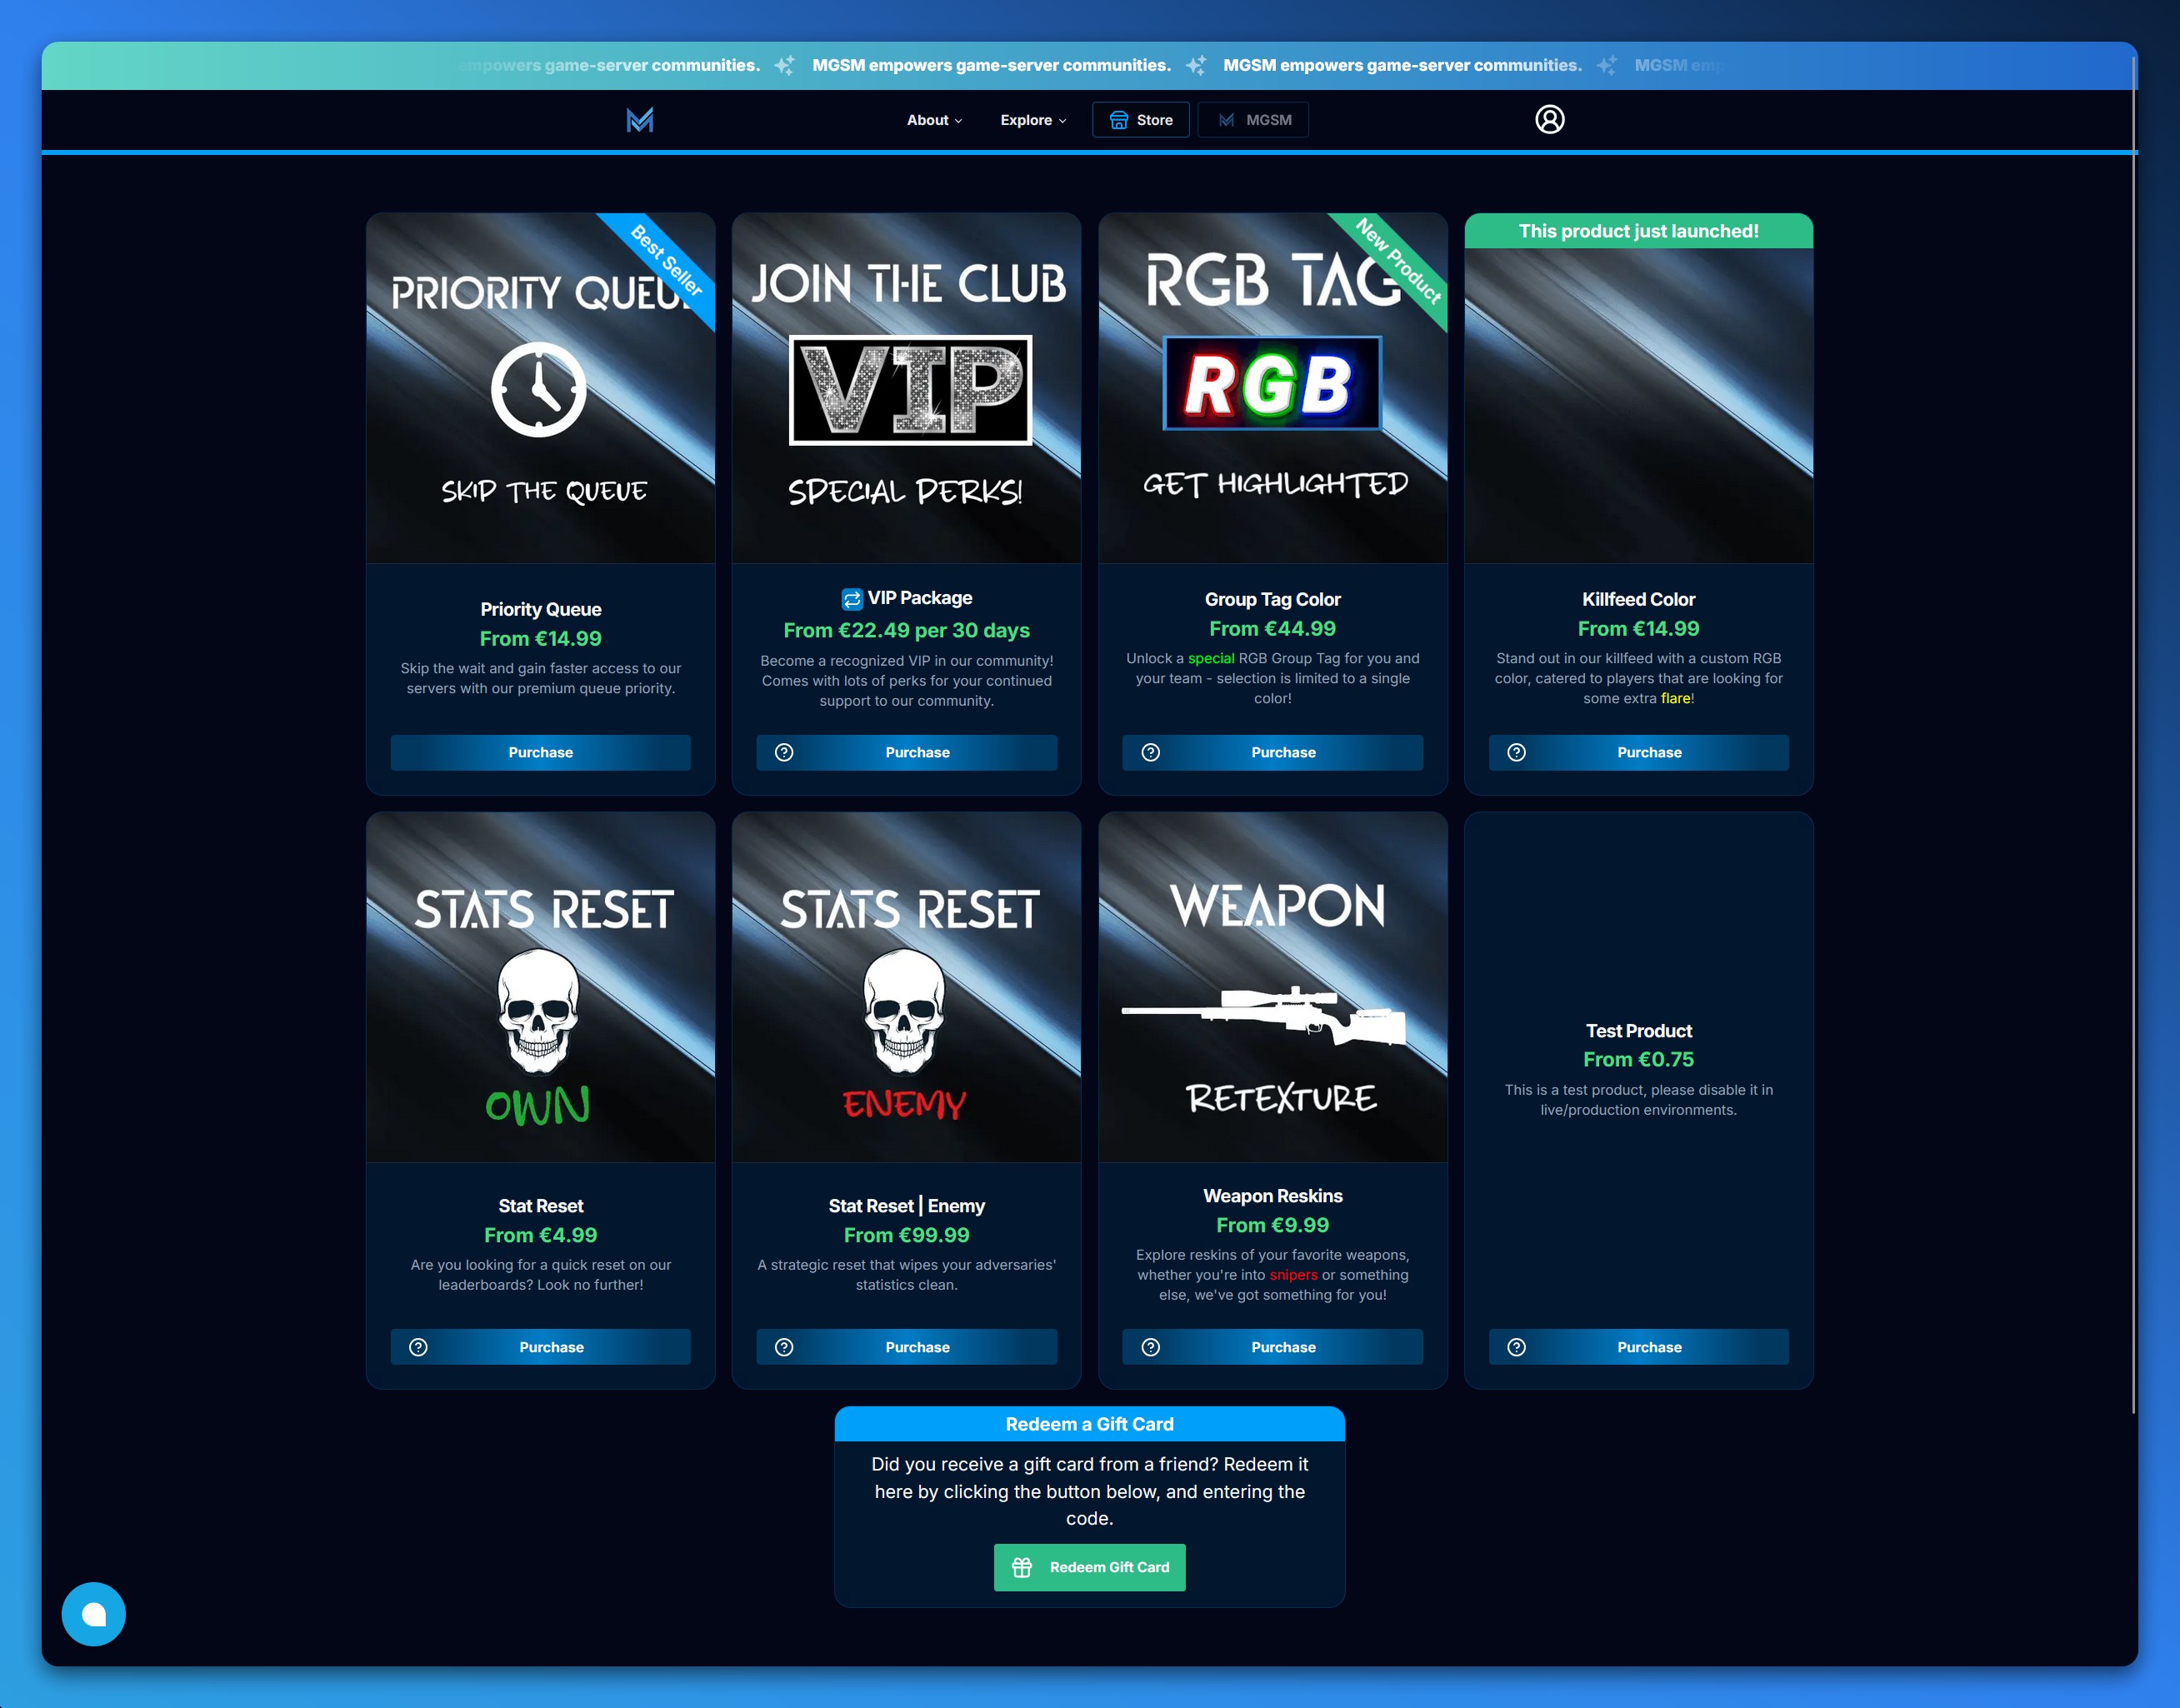 empowers game-server communities. MGSM empowers game-server communities. MGSM empowers game-server communities. MGSM
About Explore Store MGSM
PRIORITY QUEUE
Best Seller
SKIP THE QUEUE
Priority Queue
From €14.99
Skip the wait and gain faster access to our
servers with our premium queue priority.
Purchase
JOIN THE CLUB
VIP
SPECIAL PERKS!
VIP Package
From €22.49 per 30 days
Become a recognized VIP in our community!
Comes with lots of perks for your continued
support to our community.
Purchase
RGB TAG
New Product
RGB
GET HIGHLIGHTED
Group Tag Color
From €44.99
Unlock a special RGB Group Tag for you and
your team - selection is limited to a single
color!
Purchase
This product just launched!
Killfeed Color
From €14.99
Stand out in our killfeed with a custom RGB
color, catered to players that are looking for
some extra flare!
Purchase
STATS RESET
OWN
Stat Reset
From €4.99
Are you looking for a quick reset on our
leaderboards? Look no further!
Purchase
STATS RESET
ENEMY
Stat Reset | Enemy
From €99.99
A strategic reset that wipes your adversaries'
statistics clean.
Purchase
WEAPON
RETEXTURE
Weapon Reskins
From €9.99
Explore reskins of your favorite weapons,
whether you're into snipers or something
else, we've got something for you!
Purchase
Test Product
From €0.75
This is a test product, please disable it in
live/production environments.
Purchase
Redeem a Gift Card
Did you receive a gift card from a friend? Redeem it
here by clicking the button below, and entering the
code.
Redeem Gift Card